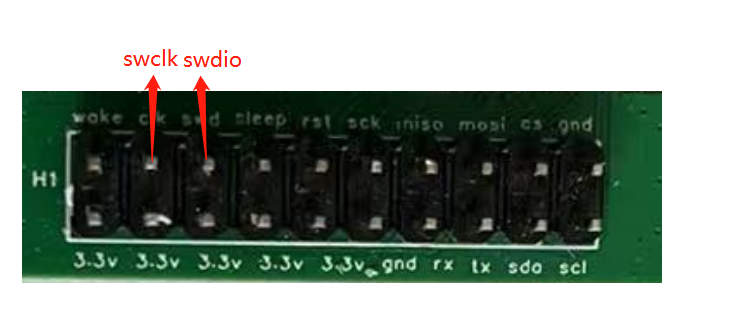 swclk swdio
wake clk swd sleep rst sck miso mosi cs gnd
H1
3.3v 3.3v 3.3v 3.3v 3.3v gnd rx tx sda scl